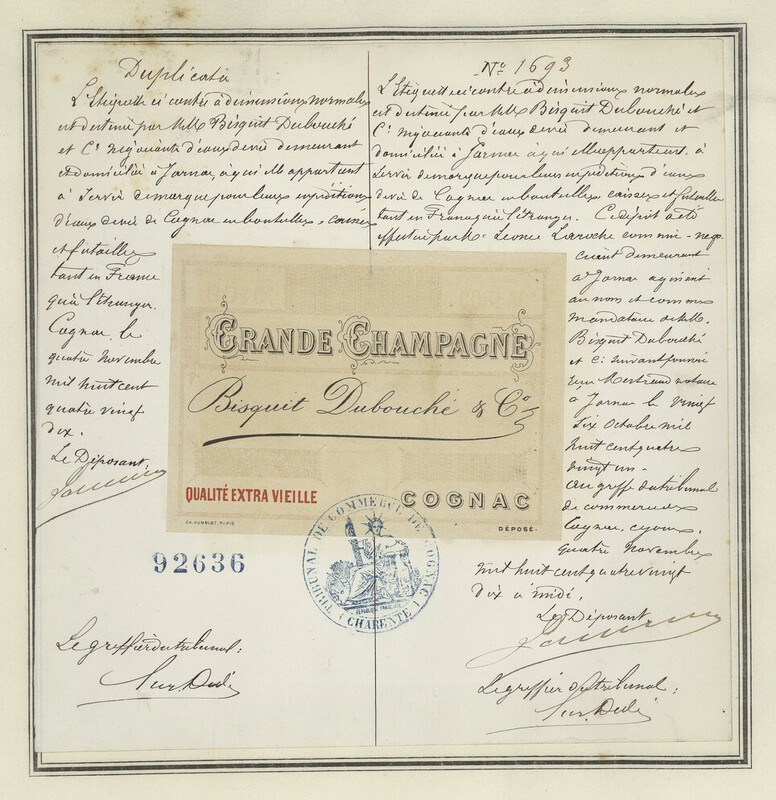 Duplicata
L'Etiquette ci contre à dimensions normales
est destinée par MM. Bisquit Dubouché
et Cie négociants d'eaux de vie demeurant
et domiciliés à Jarnac, à qui elle appartient
à servir de marque pour leurs expéditions
d'eaux de vie de Cognac en bouteilles, caisses
et futailles
tant en France
qu'à l'étranger.
Cognac, le
quatre Novembre
mil huit cent
quatre vingt
dix.
Le Déposant
Le greffier du tribunal:
No 1693
L'Etiquette ci contre à dimensions normales
est destinée par MM. Bisquit Dubouché et
Cie négociants d'eaux de vie demeurant et
domiciliés à Jarnac à qui elle appartient. à
servir de marque pour leurs expéditions d'eaux
de vie de Cognac en bouteilles caisses et futailles
tant en France qu'à l'étranger. Ce dépôt a été
effectué par Mr. Léonce Laroche commis-négo
ciant demeurant
à Jarnac agissant
au nom et comme
mandataire de MM.
Bisquit Dubouché
et Cie suivant pouvoir
reçu Mertraud notaire
à Jarnac le vingt
six octobre mil
huit cent quatre
vingt un -
au greffe du tribunal
de commerce de
Cognac, ce jour,
quatre Novembre
mil huit cent quatre vingt
dix à midi.
Le Déposant
Le greffier du tribunal:
GRANDE CHAMPAGNE
Bisquit Dubouché & Co
QUALITÉ EXTRA VIEILLE
COGNAC
CH. HUMBLOT, PARIS
DÉPOSÉ
92636
TRIBUNAL DE COMMERCE DE COGNAC
(CHARENTE)
REPUBLIQUE FRANÇAISE